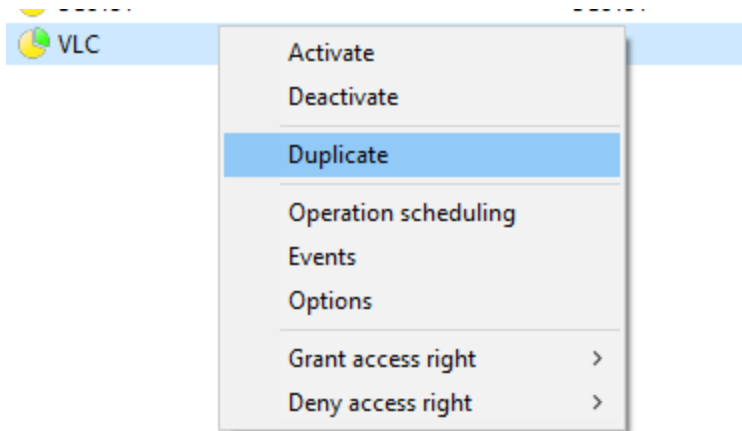 VLC
Activate
Deactivate
Duplicate
Operation scheduling
Events
Options
Grant access right
Deny access right